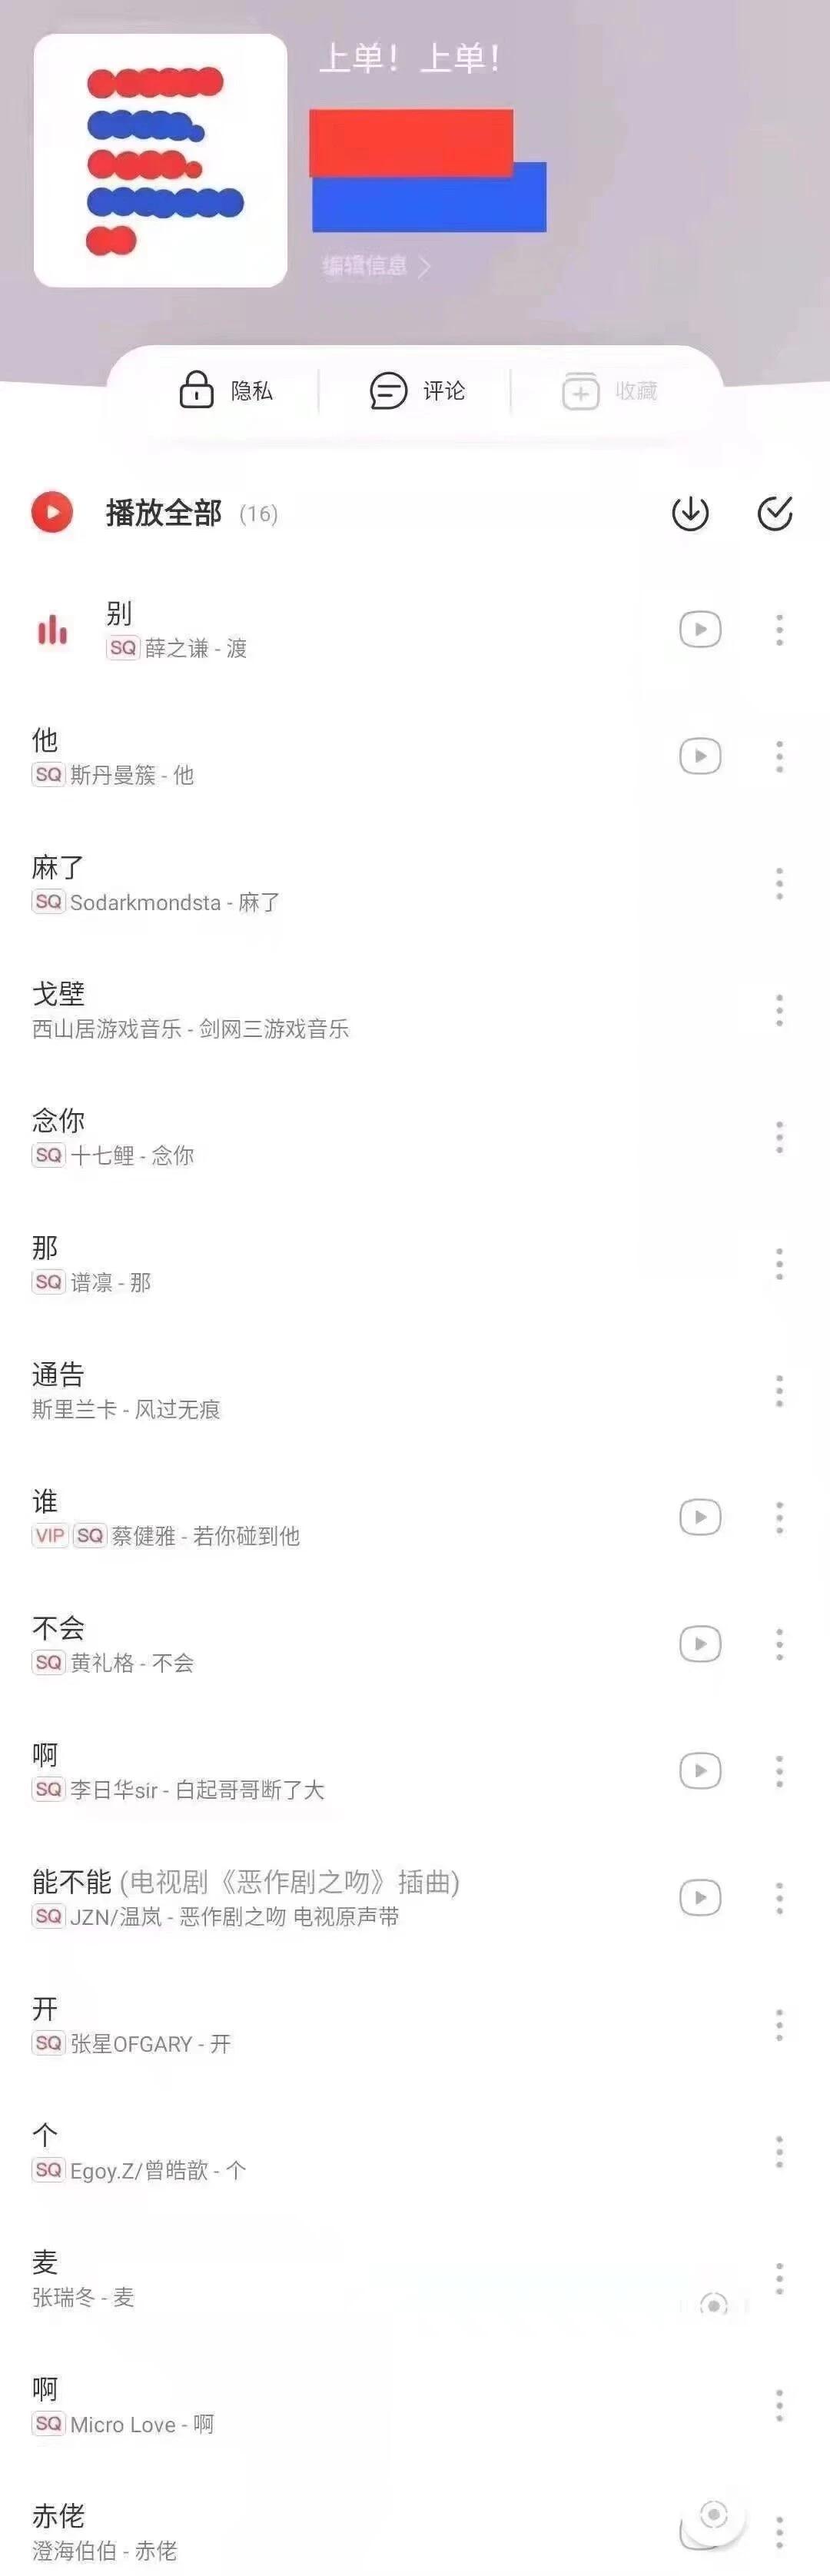 上单！上单！
编辑信息
隐私
评论
收藏
播放全部 (16)
别
SQ 薛之谦 - 渡
他
SQ 斯丹曼簇 - 他
麻了
SQ Sodarkmondsta - 麻了
戈壁
西山居游戏音乐 - 剑网三游戏音乐
念你
SQ 十七鲤 - 念你
那
SQ 谱凛 - 那
通告
斯里兰卡 - 风过无痕
谁
VIP SQ 蔡健雅 - 若你碰到他
不会
SQ 黄礼格 - 不会
啊
SQ 李日华sir - 白起哥哥断了大
能不能 (电视剧《恶作剧之吻》插曲)
SQ JZN/温岚 - 恶作剧之吻 电视原声带
开
SQ 张星OFGARY - 开
个
SQ Egoy.Z/曾皓歆 - 个
麦
张瑞冬 - 麦
啊
SQ Micro Love - 啊
赤佬
澄海伯伯 - 赤佬